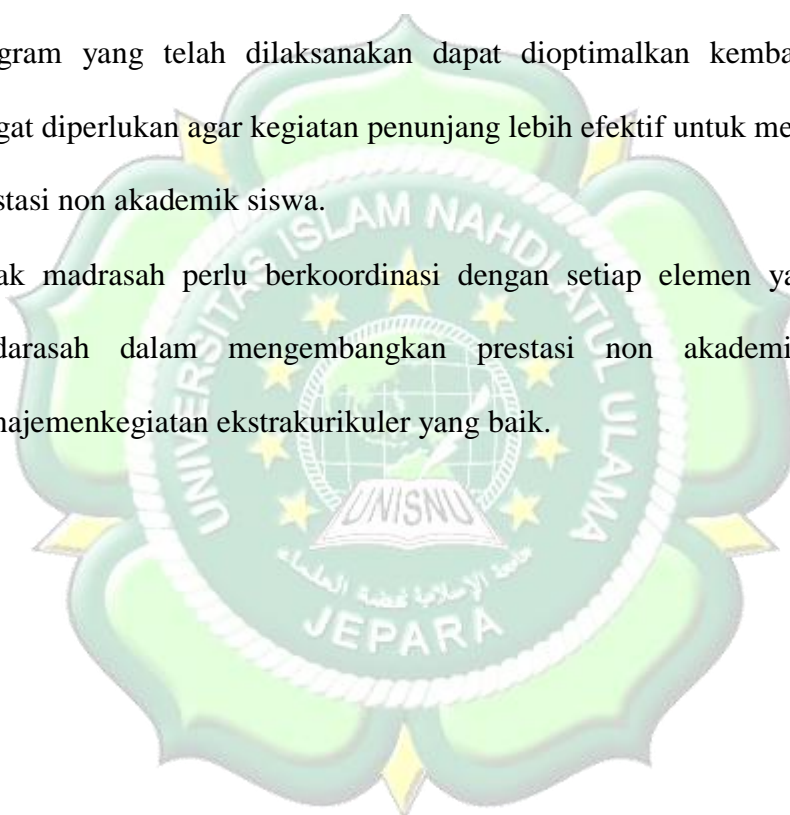 gram yang telah dilaksanakan dapat dioptimalkan kemba
gat diperlukan agar kegiatan penunjang lebih efektif untuk me
stasi non akademik siswa.
ak madrasah perlu berkoordinasi dengan setiap elemen ya
darasah dalam mengembangkan prestasi non akademi
najemenkegiatan ekstrakurikuler yang baik.
UNIVERSITAS ISLAM NAHDLATUL ULAMA
UNISNU
JEPARA